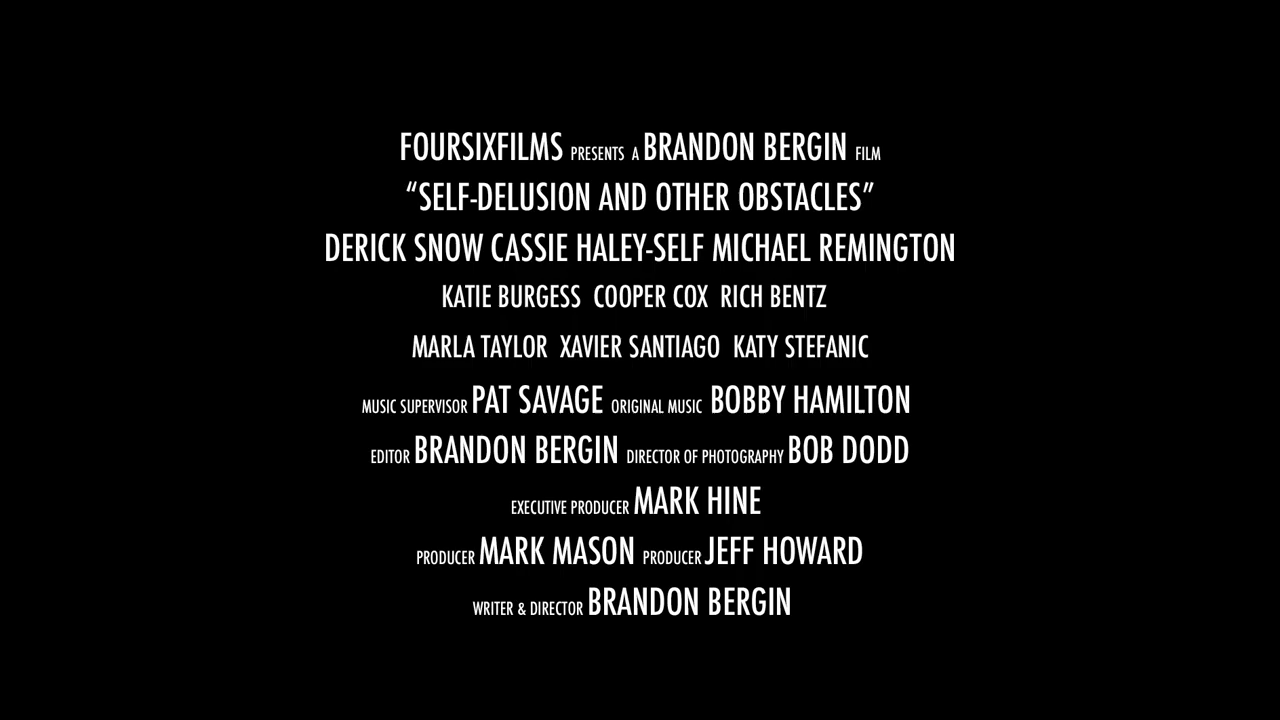 FOURSIXFILMS PRESENTS A BRANDON BERGIN FILM
“SELF-DELUSION AND OTHER OBSTACLES”
DERICK SNOW CASSIE HALEY-SELF MICHAEL REMINGTON
KATIE BURGESS COOPER COX RICH BENTZ
MARLA TAYLOR XAVIER SANTIAGO KATY STEFANIC
MUSIC SUPERVISOR PAT SAVAGE ORIGINAL MUSIC BOBBY HAMILTON
EDITOR BRANDON BERGIN DIRECTOR OF PHOTOGRAPHY BOB DODD
EXECUTIVE PRODUCER MARK HINE
PRODUCER MARK MASON PRODUCER JEFF HOWARD
WRITER & DIRECTOR BRANDON BERGIN